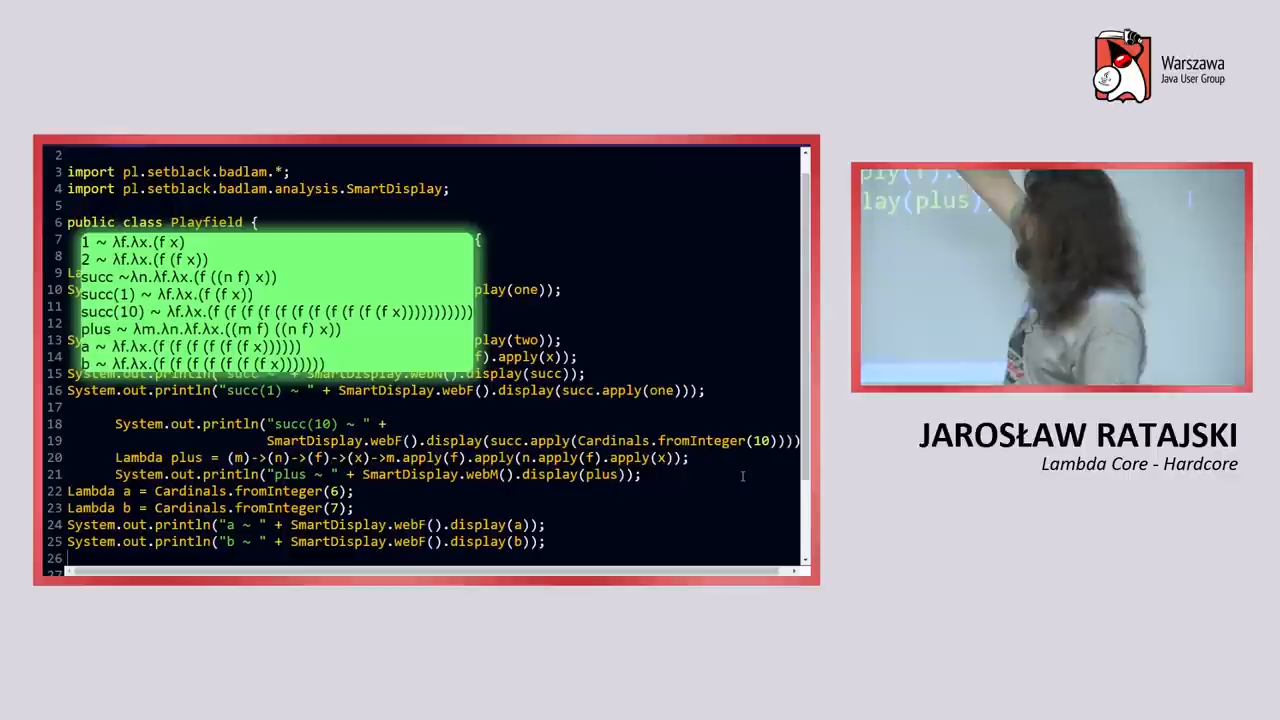 Warszawa
Java User Group
2
3 import pl.setblack.badlam.*;
4 import pl.setblack.badlam.analysis.SmartDisplay;
5
6 public class Playfield {
7 {
8
9 La
10 Sy play(one));
11
12
13 Sy play(two));
14 f).apply(x));
15 System.out.println("succ ~ " + SmartDisplay.webM().display(succ);
16 System.out.println("succ(1) ~ " + SmartDisplay.webF().display(succ.apply(one)));
17
18 System.out.println("succ(10) ~ " +
19 SmartDisplay.webF().display(succ.apply(Cardinals.fromInteger(10))))
20 Lambda plus = (m)->(n)->(f)->(x)->m.apply(f).apply(n.apply(f).apply(x));
21 System.out.println("plus ~ " + SmartDisplay.webM().display(plus));
22 Lambda a = Cardinals.fromInteger(6);
23 Lambda b = Cardinals.fromInteger(7);
24 System.out.println("a ~ " + SmartDisplay.webF().display(a));
25 System.out.println("b ~ " + SmartDisplay.webF().display(b));
26
27
1 ~ λf.λx.(f x)
2 ~ λf.λx.(f (f x))
succ ~λn.λf.λx.(f ((n f) x))
succ(1) ~ λf.λx.(f (f x))
succ(10) ~ λf.λx.(f (f (f (f (f (f (f (f (f (f (f x)))))))))))
plus ~ λm.λn.λf.λx.((m f) ((n f) x))
a ~ λf.λx.(f (f (f (f (f (f x))))))
b ~ λf.λx.(f (f (f (f (f (f (f x)))))))
lay(plus)
JAROSŁAW RATAJSKI
Lambda Core - Hardcore